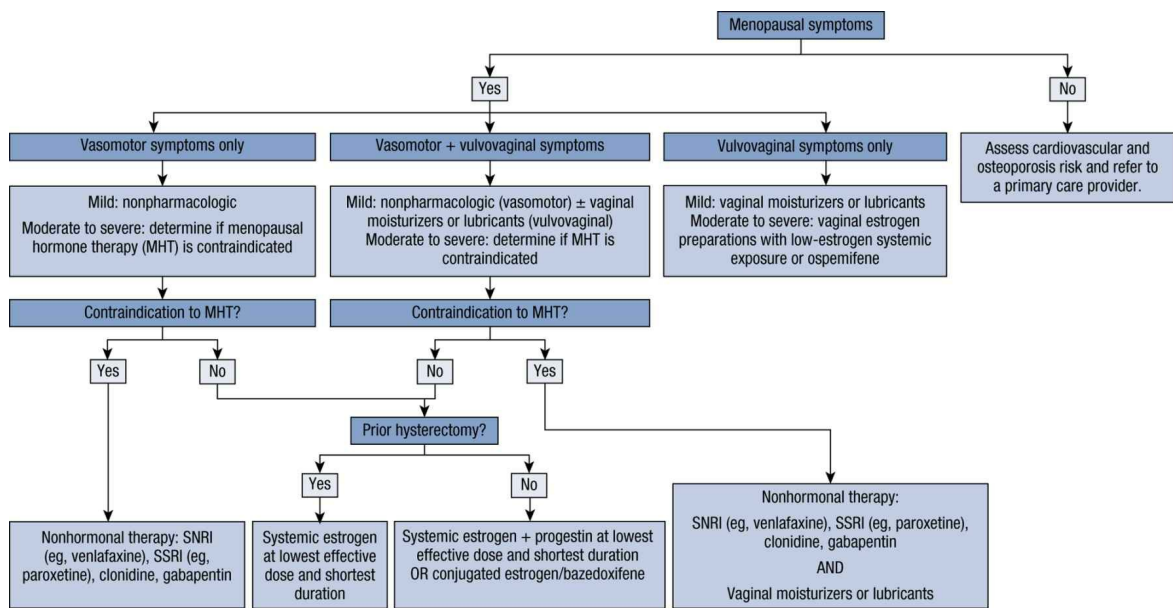 Menopausal symptoms
Yes
No
Vasomotor symptoms only
Vasomotor + vulvovaginal symptoms
Vulvovaginal symptoms only
Assess cardiovascular and
osteoporosis risk and refer to
a primary care provider.
Mild: nonpharmacologic
Moderate to severe: determine if menopausal
hormone therapy (MHT) is contraindicated
Mild: nonpharmacologic (vasomotor) ± vaginal
moisturizers or lubricants (vulvovaginal)
Moderate to severe: determine if MHT is
contraindicated
Mild: vaginal moisturizers or lubricants
Moderate to severe: vaginal estrogen
preparations with low-estrogen systemic
exposure or ospemifene
Contraindication to MHT?
Contraindication to MHT?
Yes
No
No
Yes
Prior hysterectomy?
Yes
No
Nonhormonal therapy: SNRI
(eg, venlafaxine), SSRI (eg,
paroxetine), clonidine, gabapentin
Systemic estrogen
at lowest effective
dose and shortest
duration
Systemic estrogen + progestin at lowest
effective dose and shortest duration
OR conjugated estrogen/bazedoxifene
Nonhormonal therapy:
SNRI (eg, venlafaxine), SSRI (eg, paroxetine),
clonidine, gabapentin
AND
Vaginal moisturizers or lubricants